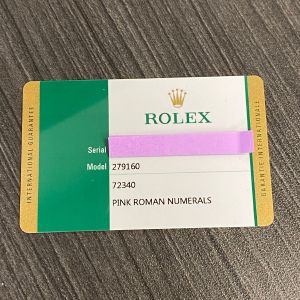 INTERNATIONAL GUARANTEE
ROLEX
Serial
Model 279160
72340
PINK ROMAN NUMERALS
GARANTIE INTERNATIONALE